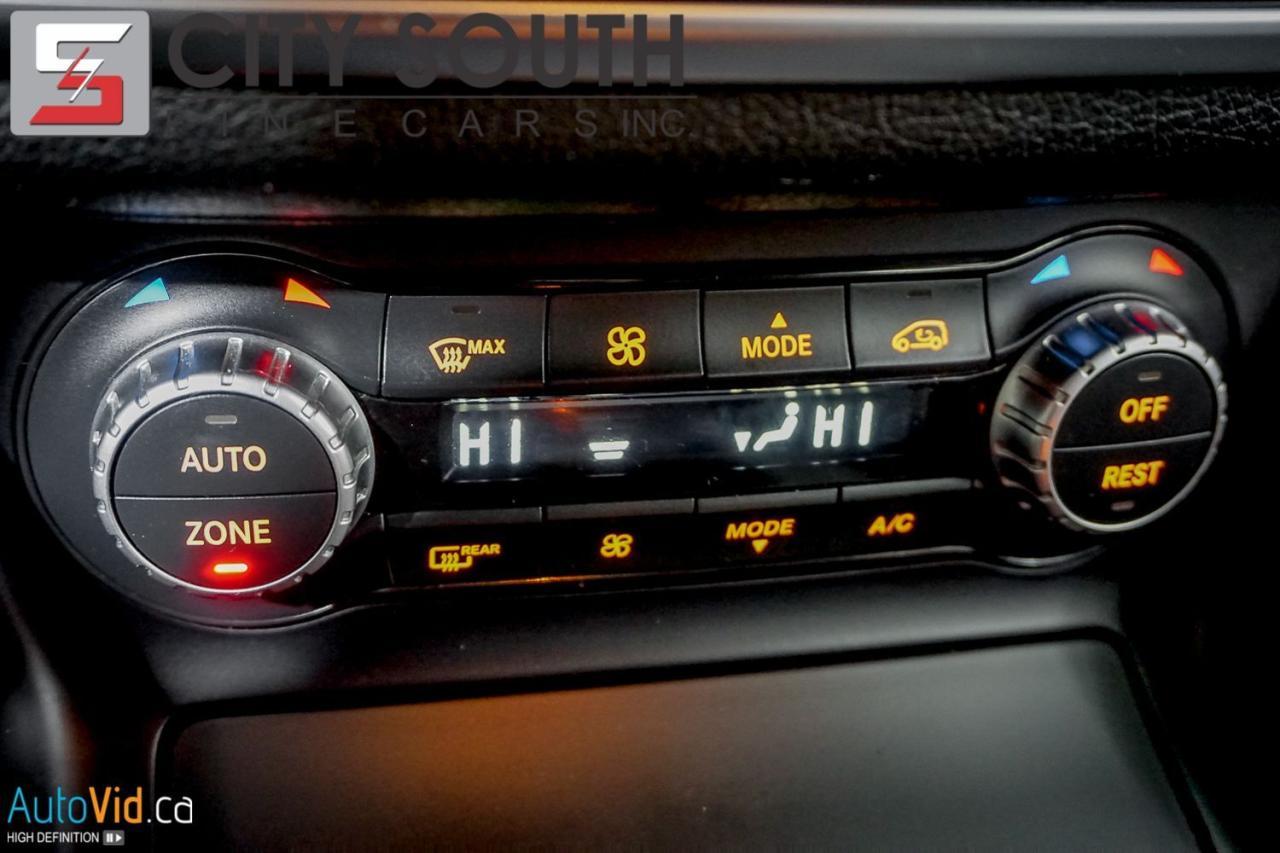 CITY SOUTH
FINE CARS INC.
MAX
MODE
OFF
REST
HI
HI
AUTO
ZONE
REAR
MODE
A/C
AutoVid.ca
HIGH DEFINITION